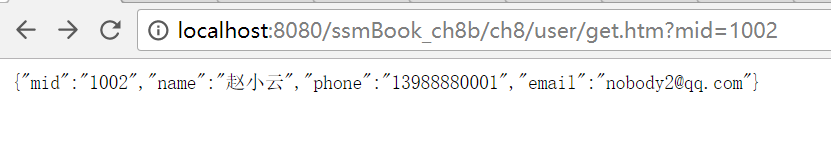 localhost:8080/ssmBook_ch8b/ch8/user/get.htm?mid=1002
{"mid":"1002","name":"赵小云","phone":"13988880001","email":"nobody2@qq.com"}